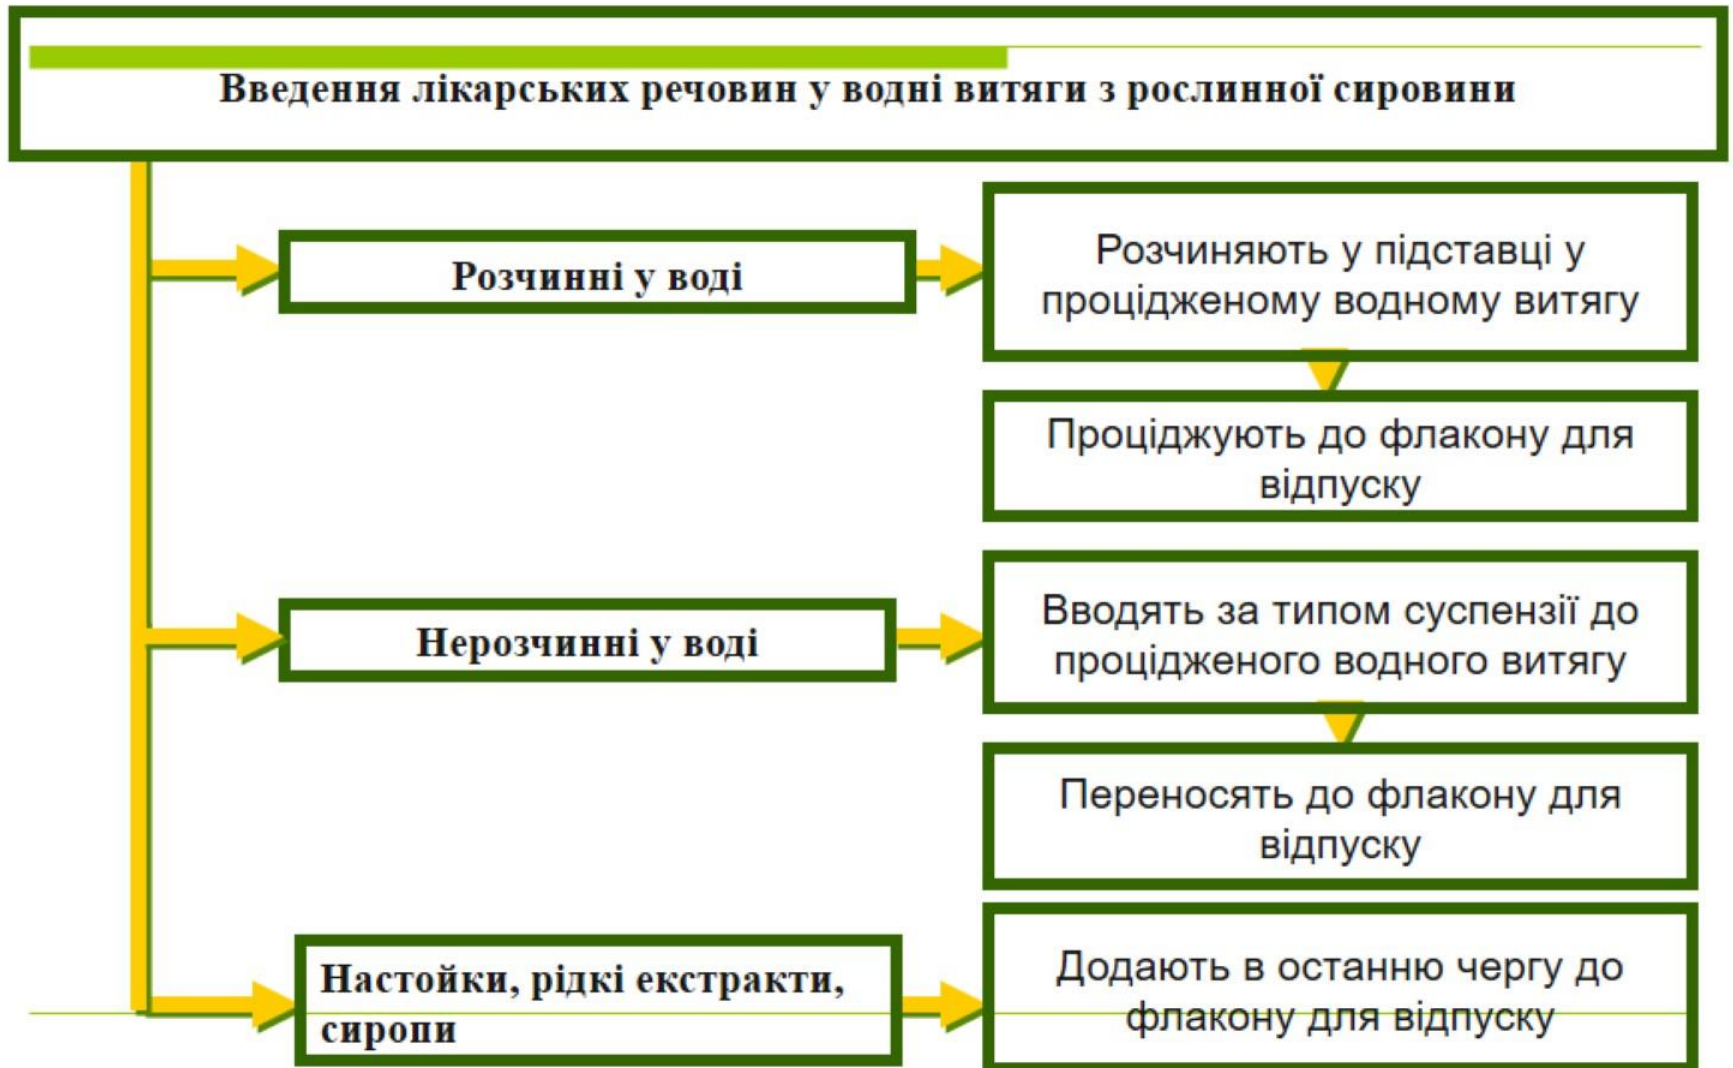 Введення лікарських речовин у водні витяги з рослинної сировини
Розчинні у воді
Розчиняють у підставці у
процідженому водному витягу
Проціджують до флакону для
відпуску
Нерозчинні у воді
Вводять за типом суспензії до
процідженого водного витягу
Переносять до флакону для
відпуску
Настойки, рідкі екстракти,
сиропи
Додають в останню чергу до
флакону для відпуску